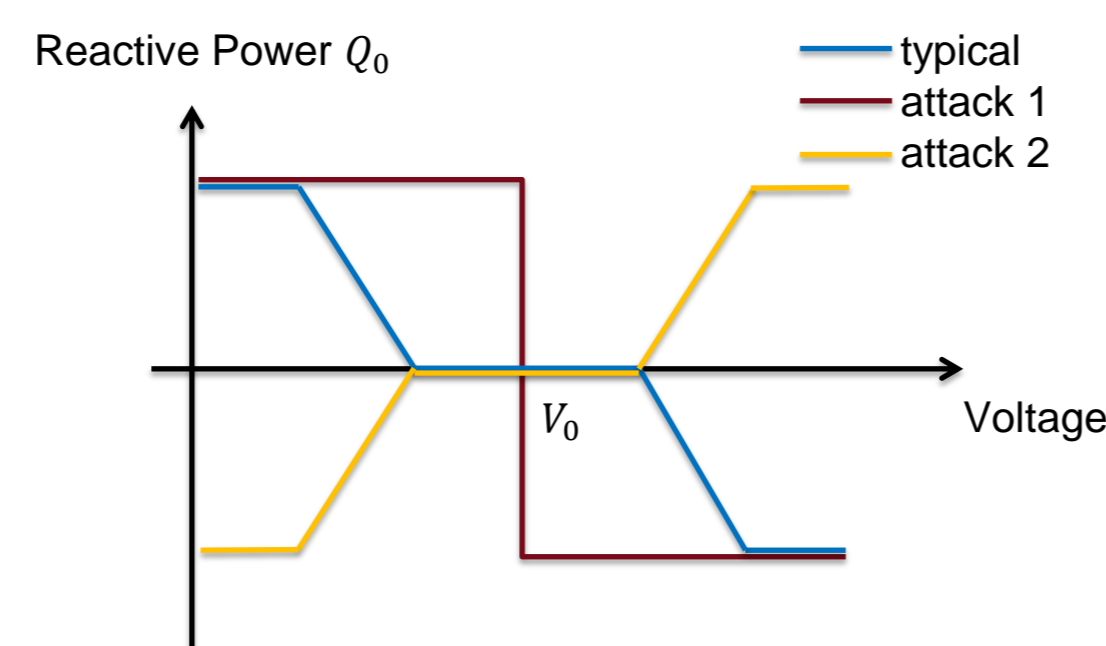 Reactive Power Q₀
typical
attack 1
attack 2
V₀
Voltage